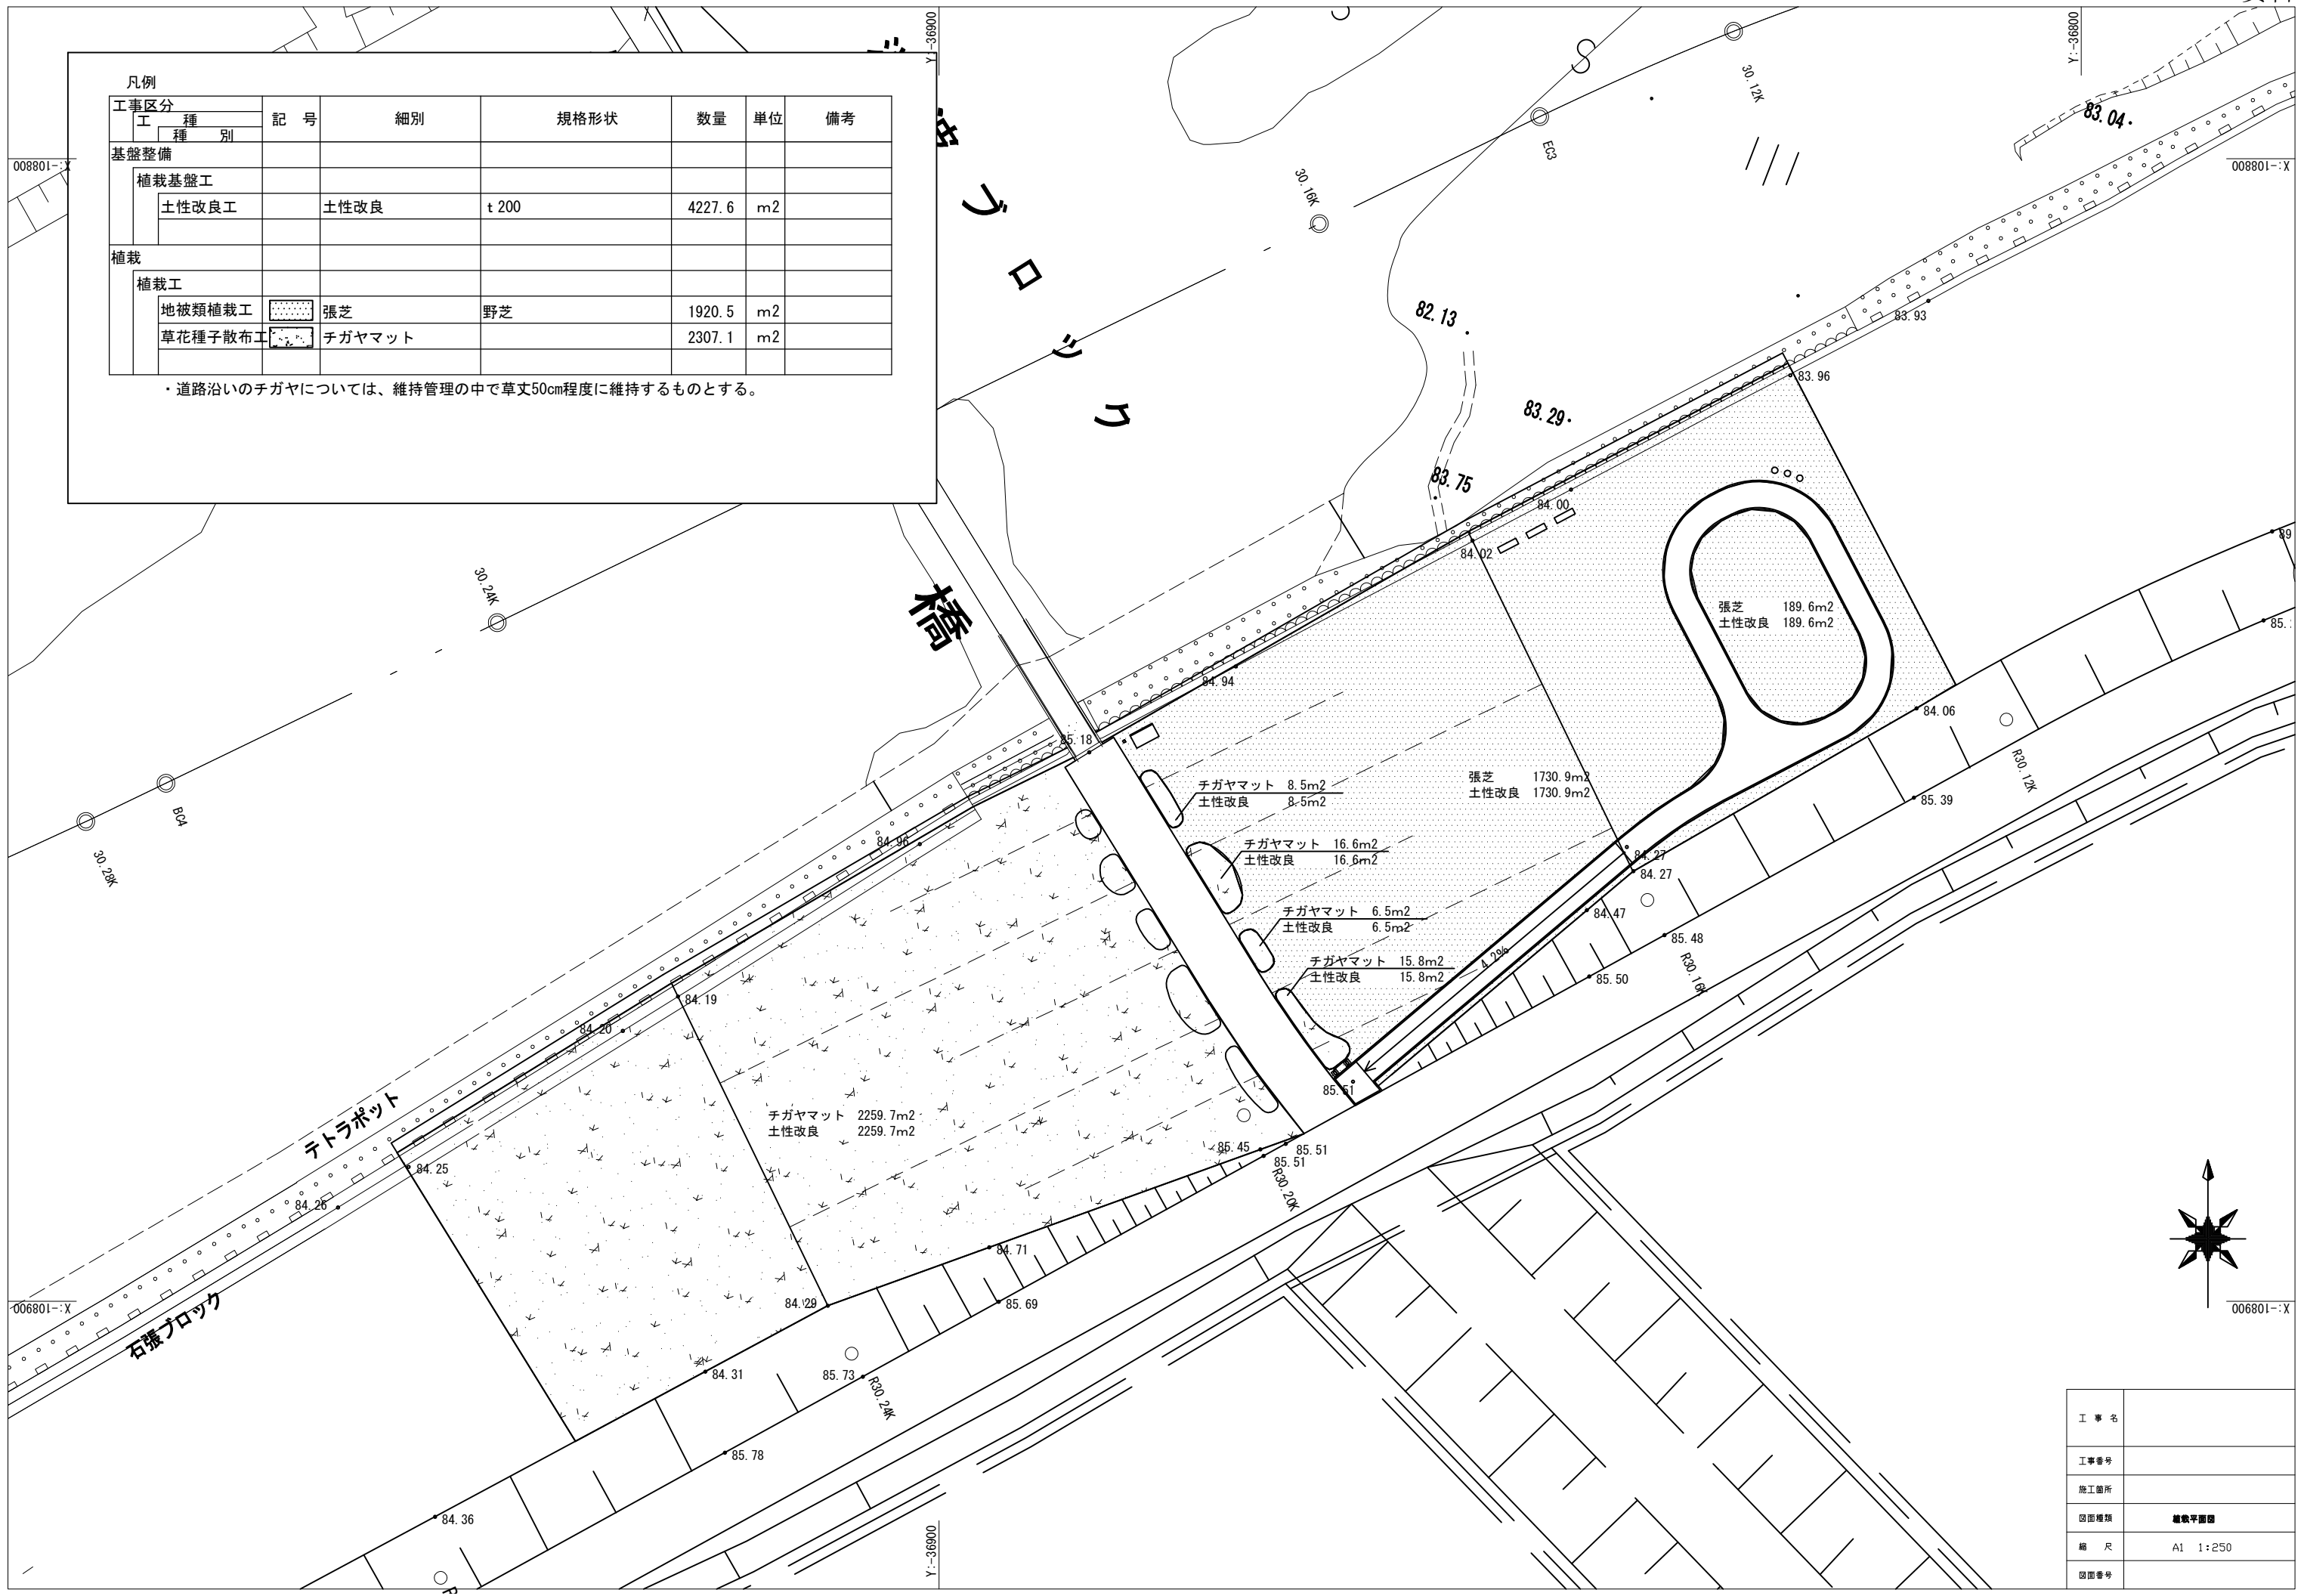 凡例
工事区分 記 号 細別 規格形状 数量 単位 備考
工 種
種 別
基盤整備
植栽基盤工
土性改良工 土性改良 t 200 4227.6 m2
植栽
植栽工
地被類植栽工 張芝 野芝 1920.5 m2
草花種子散布工 チガヤマット 2307.1 m2
・道路沿いのチガヤについては、維持管理の中で草丈50cm程度に維持するものとする。
Y:-36900
Y:-36800
X:-108800
X:-108800
ブロック
橋
30.12K
EC3
30.16K
30.24K
BC4
30.28K
83.04
82.13
83.29
83.75
83.93
83.96
84.00
84.02
84.94
85.18
84.96
張芝 189.6m2
土性改良 189.6m2
84.06
R30.12K
85.39
チガヤマット 8.5m2
土性改良 8.5m2
張芝 1730.9m2
土性改良 1730.9m2
チガヤマット 16.6m2
土性改良 16.6m2
84.27
84.27
84.47
チガヤマット 6.5m2
土性改良 6.5m2
85.48
チガヤマット 15.8m2
土性改良 15.8m2
4.2%
85.50
R30.16K
84.19
84.20
85.51
チガヤマット 2259.7m2
土性改良 2259.7m2
テトラポット
85.45
85.51
85.51
R30.20K
84.25
84.26
84.71
84.29
85.69
石張ブロック
84.31
85.73
R30.24K
85.78
84.36
X:-108900
X:-108900
Y:-36900
工 事 名
工事番号
施工箇所
図面種類 植栽平面図
縮 尺 A1 1:250
図面番号